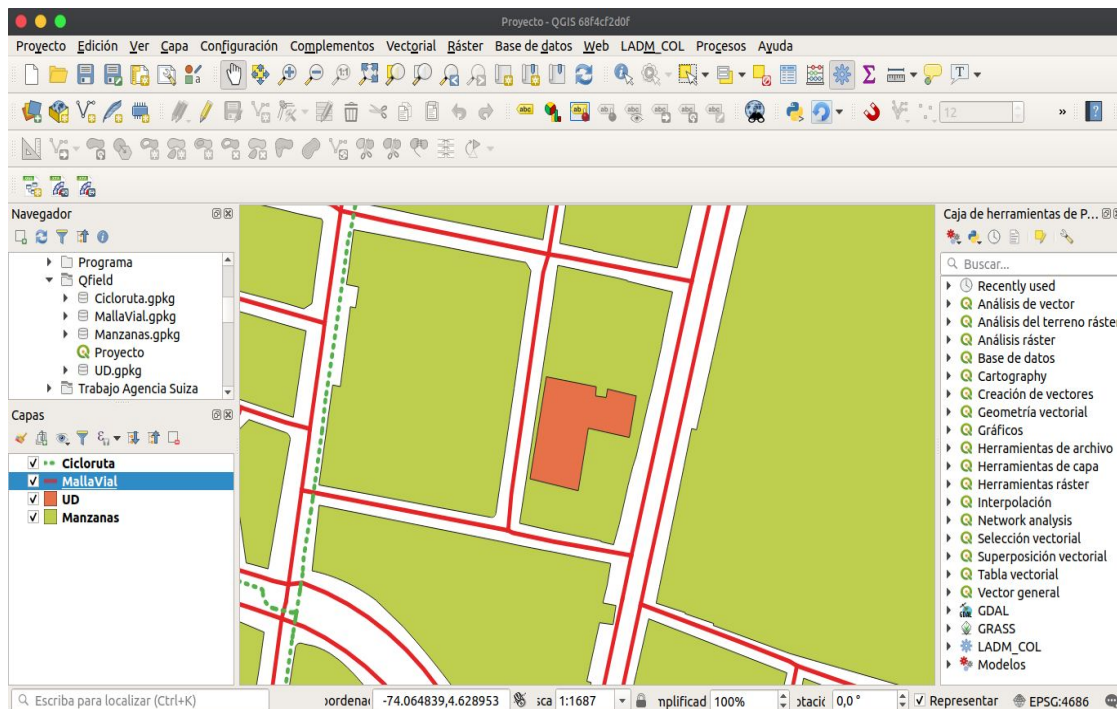 Proyecto - QGIS 68f4cf2d0f
Proyecto Edición Ver Capa Configuración Complementos Vectorial Ráster Base de datos Web LADM_COL Procesos Ayuda
12
»
Navegador
Programa
Qfield
Cicloruta.gpkg
MallaVial.gpkg
Manzanas.gpkg
Proyecto
UD.gpkg
Trabajo Agencia Suiza
Capas
Cicloruta
MallaVial
UD
Manzanas
Caja de herramientas de P...
Buscar...
Recently used
Análisis de vector
Análisis del terreno ráster
Análisis ráster
Base de datos
Cartography
Creación de vectores
Geometría vectorial
Gráficos
Herramientas de archivo
Herramientas de capa
Herramientas ráster
Interpolación
Network analysis
Selección vectorial
Superposición vectorial
Tabla vectorial
Vector general
GDAL
GRASS
LADM_COL
Modelos
Escriba para localizar (Ctrl+K) oordena -74.064839,4.628953 sca 1:1687 nplificad 100% otació 0,0 ° Representar EPSG:4686